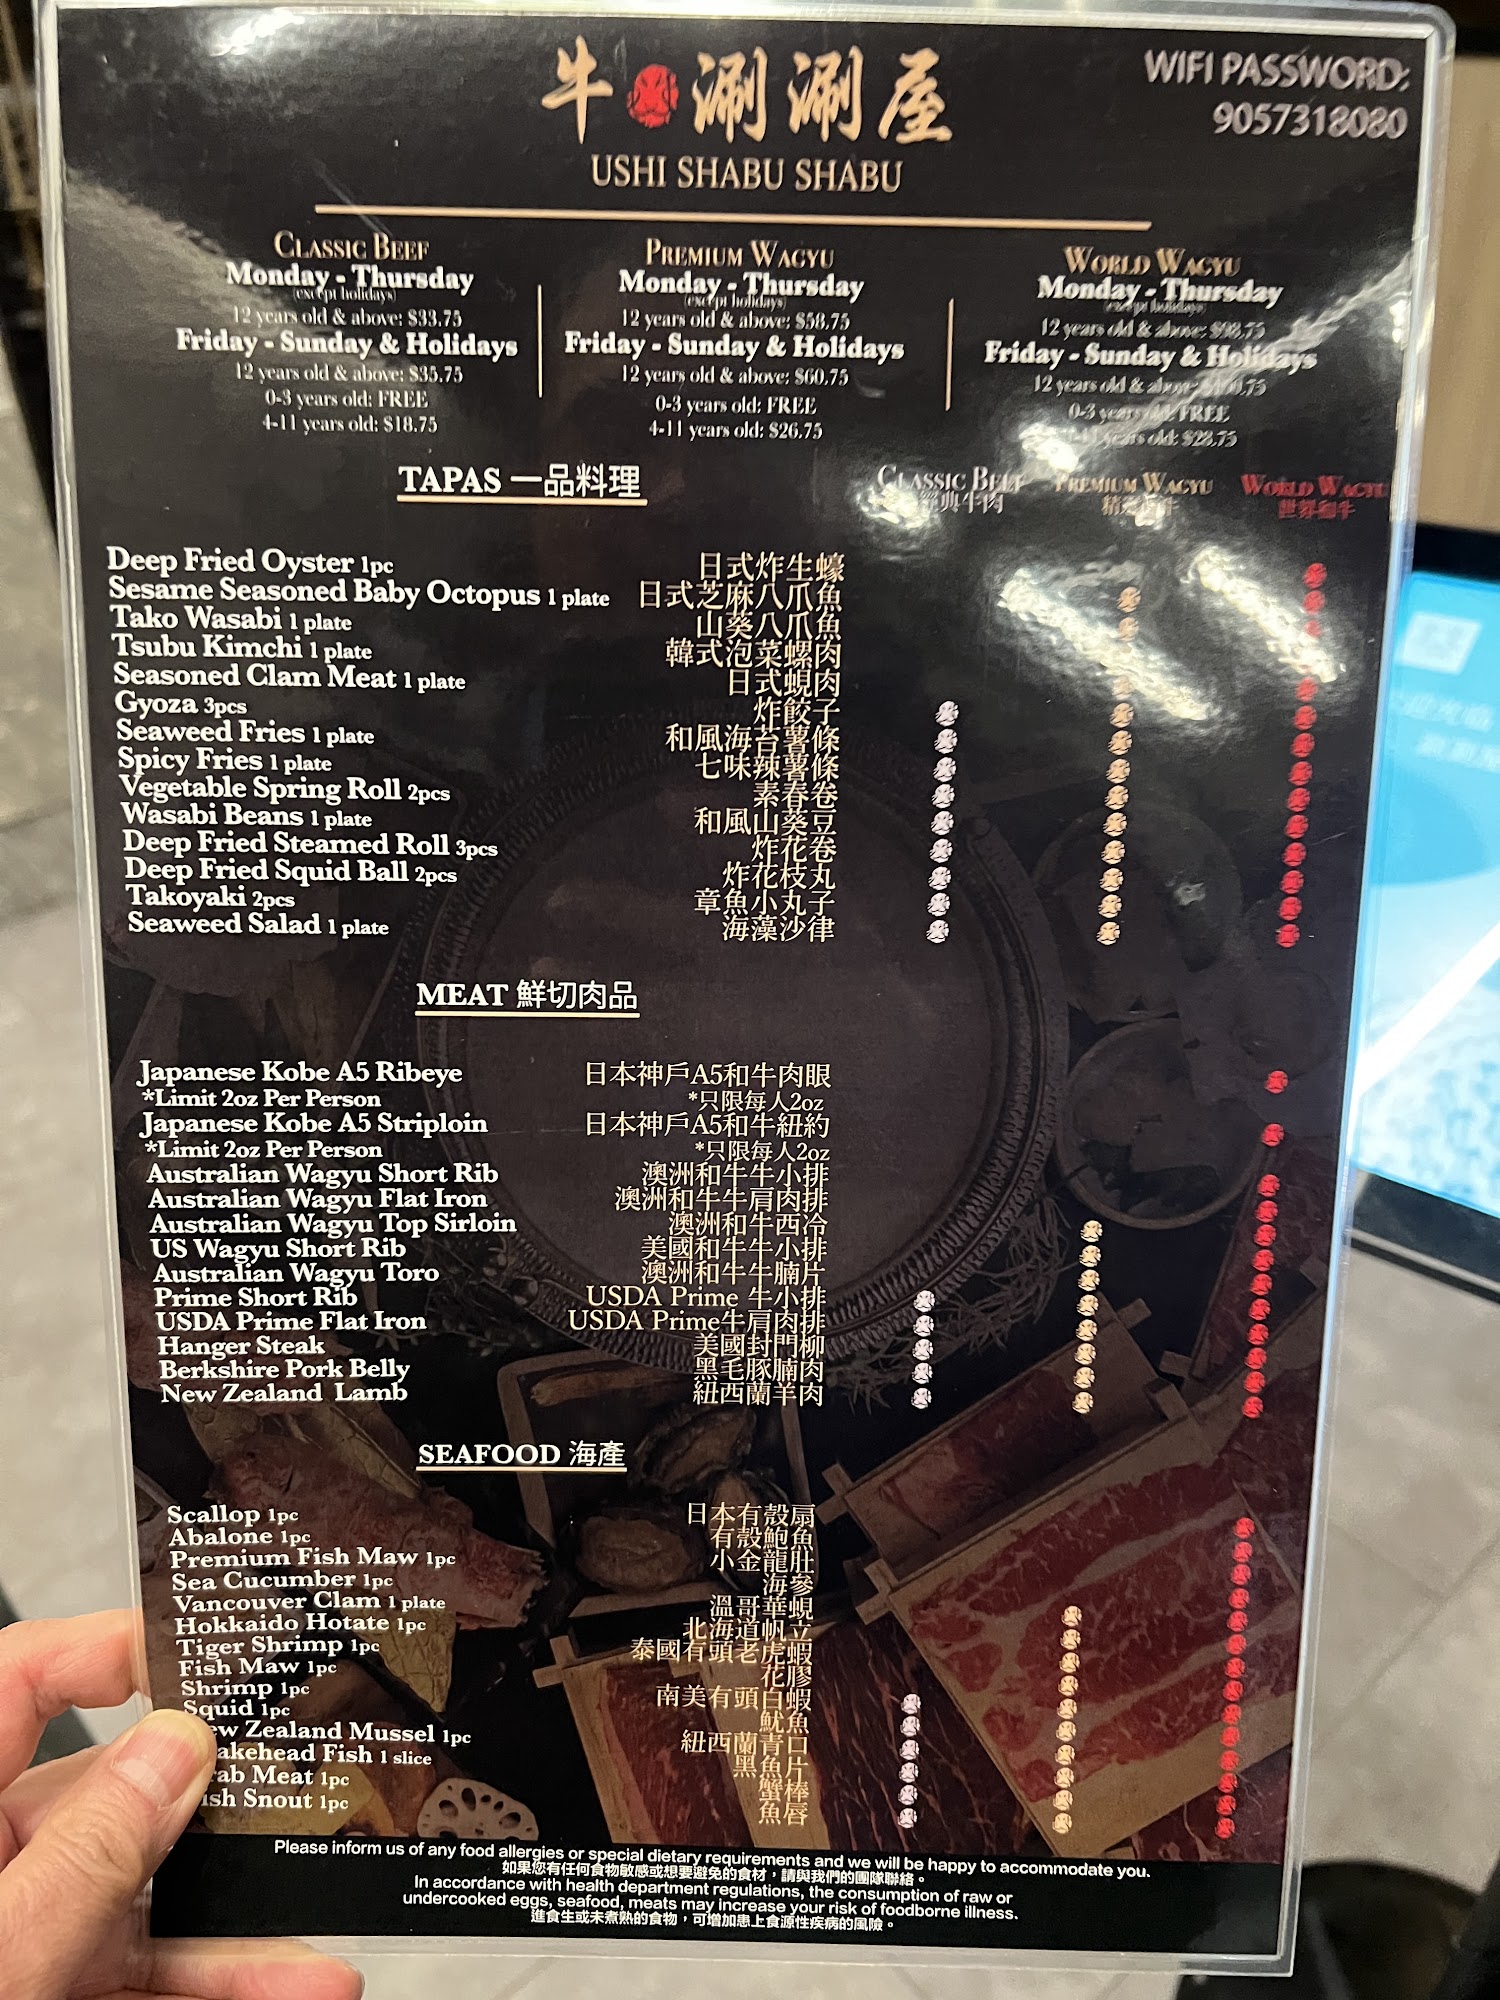 牛 涮涮屋
WIFI PASSWORD:
9057318080
USHI SHABU SHABU
CLASSIC BEEF
Monday - Thursday
(except holidays)
12 years old & above: $33.75
Friday - Sunday & Holidays
12 years old & above: $35.75
0-3 years old: FREE
4-11 years old: $18.75
PREMIUM WAGYU
Monday - Thursday
(except holidays)
12 years old & above: $58.75
Friday - Sunday & Holidays
12 years old & above: $60.75
0-3 years old: FREE
4-11 years old: $26.75
WORLD WAGYU
Monday - Thursday
(except holidays)
12 years old & above: $98.75
Friday - Sunday & Holidays
12 years old & above:
0-3 years old: FREE
years old: $28.75
TAPAS 一品料理
CLASSIC BEEF PREMIUM WAGYU WORLD WAGYU
經典牛肉 世界和牛
Deep Fried Oyster 1pc 日式炸生蠔
Sesame Seasoned Baby Octopus 1 plate 日式芝麻八爪魚
Tako Wasabi 1 plate 山葵八爪魚
Tsubu Kimchi 1 plate 韓式泡菜螺肉
Seasoned Clam Meat 1 plate 日式蜆肉
Gyoza 3pcs 炸餃子
Seaweed Fries 1 plate 和風海苔薯條
Spicy Fries 1 plate 七味辣薯條
Vegetable Spring Roll 2pcs 素春卷
Wasabi Beans 1 plate 和風山葵豆
Deep Fried Steamed Roll 3pcs 炸花卷
Deep Fried Squid Ball 2pcs 炸花枝丸
Takoyaki 2pcs 章魚小丸子
Seaweed Salad 1 plate 海藻沙律
MEAT 鮮切肉品
Japanese Kobe A5 Ribeye 日本神戶A5和牛肉眼
*Limit 2oz Per Person *只限每人2oz
Japanese Kobe A5 Striploin 日本神戶A5和牛紐約
*Limit 2oz Per Person *只限每人2oz
Australian Wagyu Short Rib 澳洲和牛牛小排
Australian Wagyu Flat Iron 澳洲和牛牛肩肉排
Australian Wagyu Top Sirloin 澳洲和牛西冷
US Wagyu Short Rib 美國和牛牛小排
Australian Wagyu Toro 澳洲和牛牛腩片
Prime Short Rib USDA Prime 牛小排
USDA Prime Flat Iron USDA Prime牛肩肉排
Hanger Steak 美國封門柳
Berkshire Pork Belly 黑毛豚腩肉
New Zealand Lamb 紐西蘭羊肉
SEAFOOD 海產
Scallop 1pc 日本有殼扇
Abalone 1pc 有殼鮑魚
Premium Fish Maw 1pc 小金龍肚
Sea Cucumber 1pc 海參
Vancouver Clam 1 plate 溫哥華蜆
Hokkaido Hotate 1pc 北海道帆立
Tiger Shrimp 1pc 泰國有頭老虎蝦
Fish Maw 1pc 花膠
Shrimp 1pc 南美有頭白蝦
Squid 1pc 魷魚
ew Zealand Mussel 1pc 紐西蘭青口
akehead Fish 1 slice 黑魚片
rab Meat 1pc 蟹棒
ish Snout 1pc 魚唇
Please inform us of any food allergies or special dietary requirements and we will be happy to accommodate you.
如果您有任何食物敏感或想要避免的食材，請與我們的團隊聯絡。
In accordance with health department regulations, the consumption of raw or
undercooked eggs, seafood, meats may increase your risk of foodborne illness.
進食生或未煮熟的食物，可增加患上食源性疾病的風險。